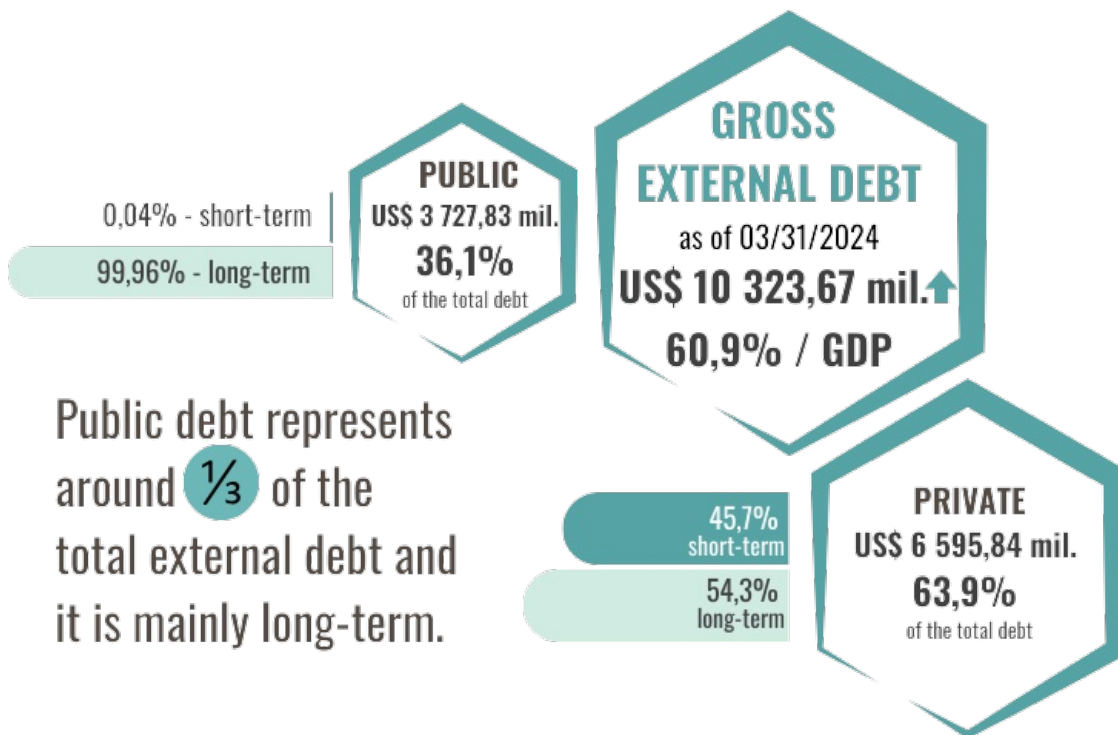 GROSS
EXTERNAL DEBT
as of 03/31/2024
US$ 10 323,67 mil.
60,9% / GDP
PUBLIC
US$ 3 727,83 mil.
36,1%
of the total debt
0,04% - short-term
99,96% - long-term
Public debt represents
around ⅓ of the
total external debt and
it is mainly long-term.
PRIVATE
US$ 6 595,84 mil.
63,9%
of the total debt
45,7%
short-term
54,3%
long-term